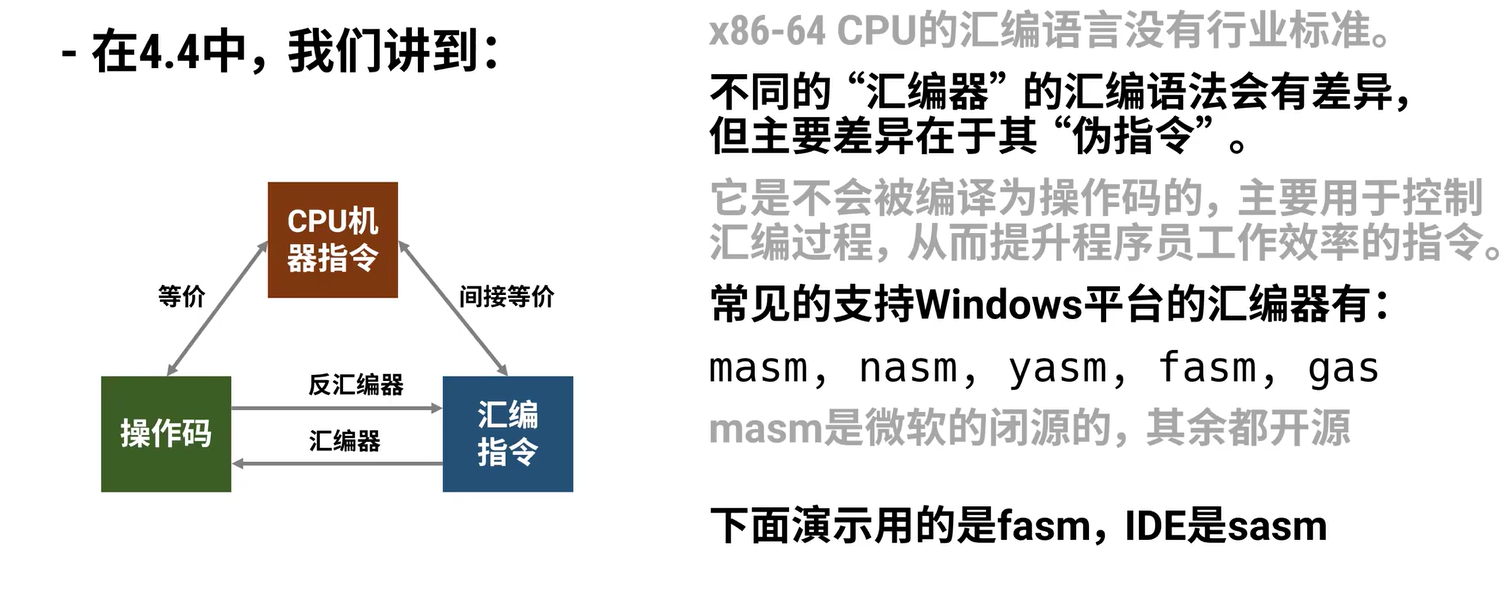 - 在4.4中，我们讲到：
CPU机
器指令
等价
间接等价
反汇编器
操作码
汇编器
汇编
指令
x86-64 CPU的汇编语言没有行业标准。
不同的“汇编器”的汇编语法会有差异，
但主要差异在于其“伪指令”。
它是不会被编译为操作码的，主要用于控制
汇编过程，从而提升程序员工作效率的指令。
常见的支持Windows平台的汇编器有：
masm, nasm, yasm, fasm, gas
masm是微软的闭源的，其余都开源
下面演示用的是fasm，IDE是sasm